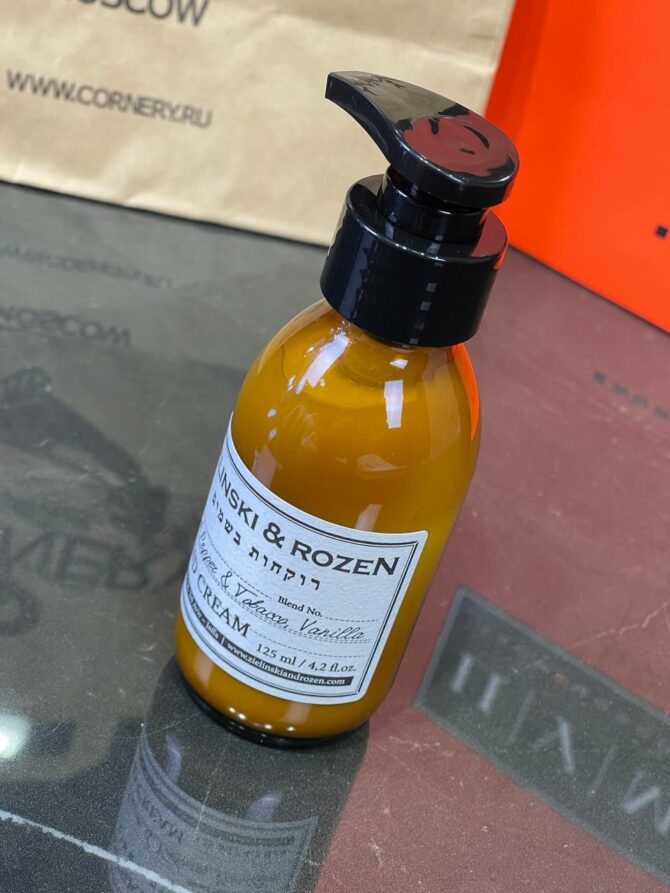 MOSCOW
WWW.CORNERY.RU
LINSKI & ROZEN
רוקחות בשמים
Blend No.
Pepper & Tobacco, Vanilla
CREAM
125 ml / 4,2 fl.oz.
www.zielinskiandrozen.com